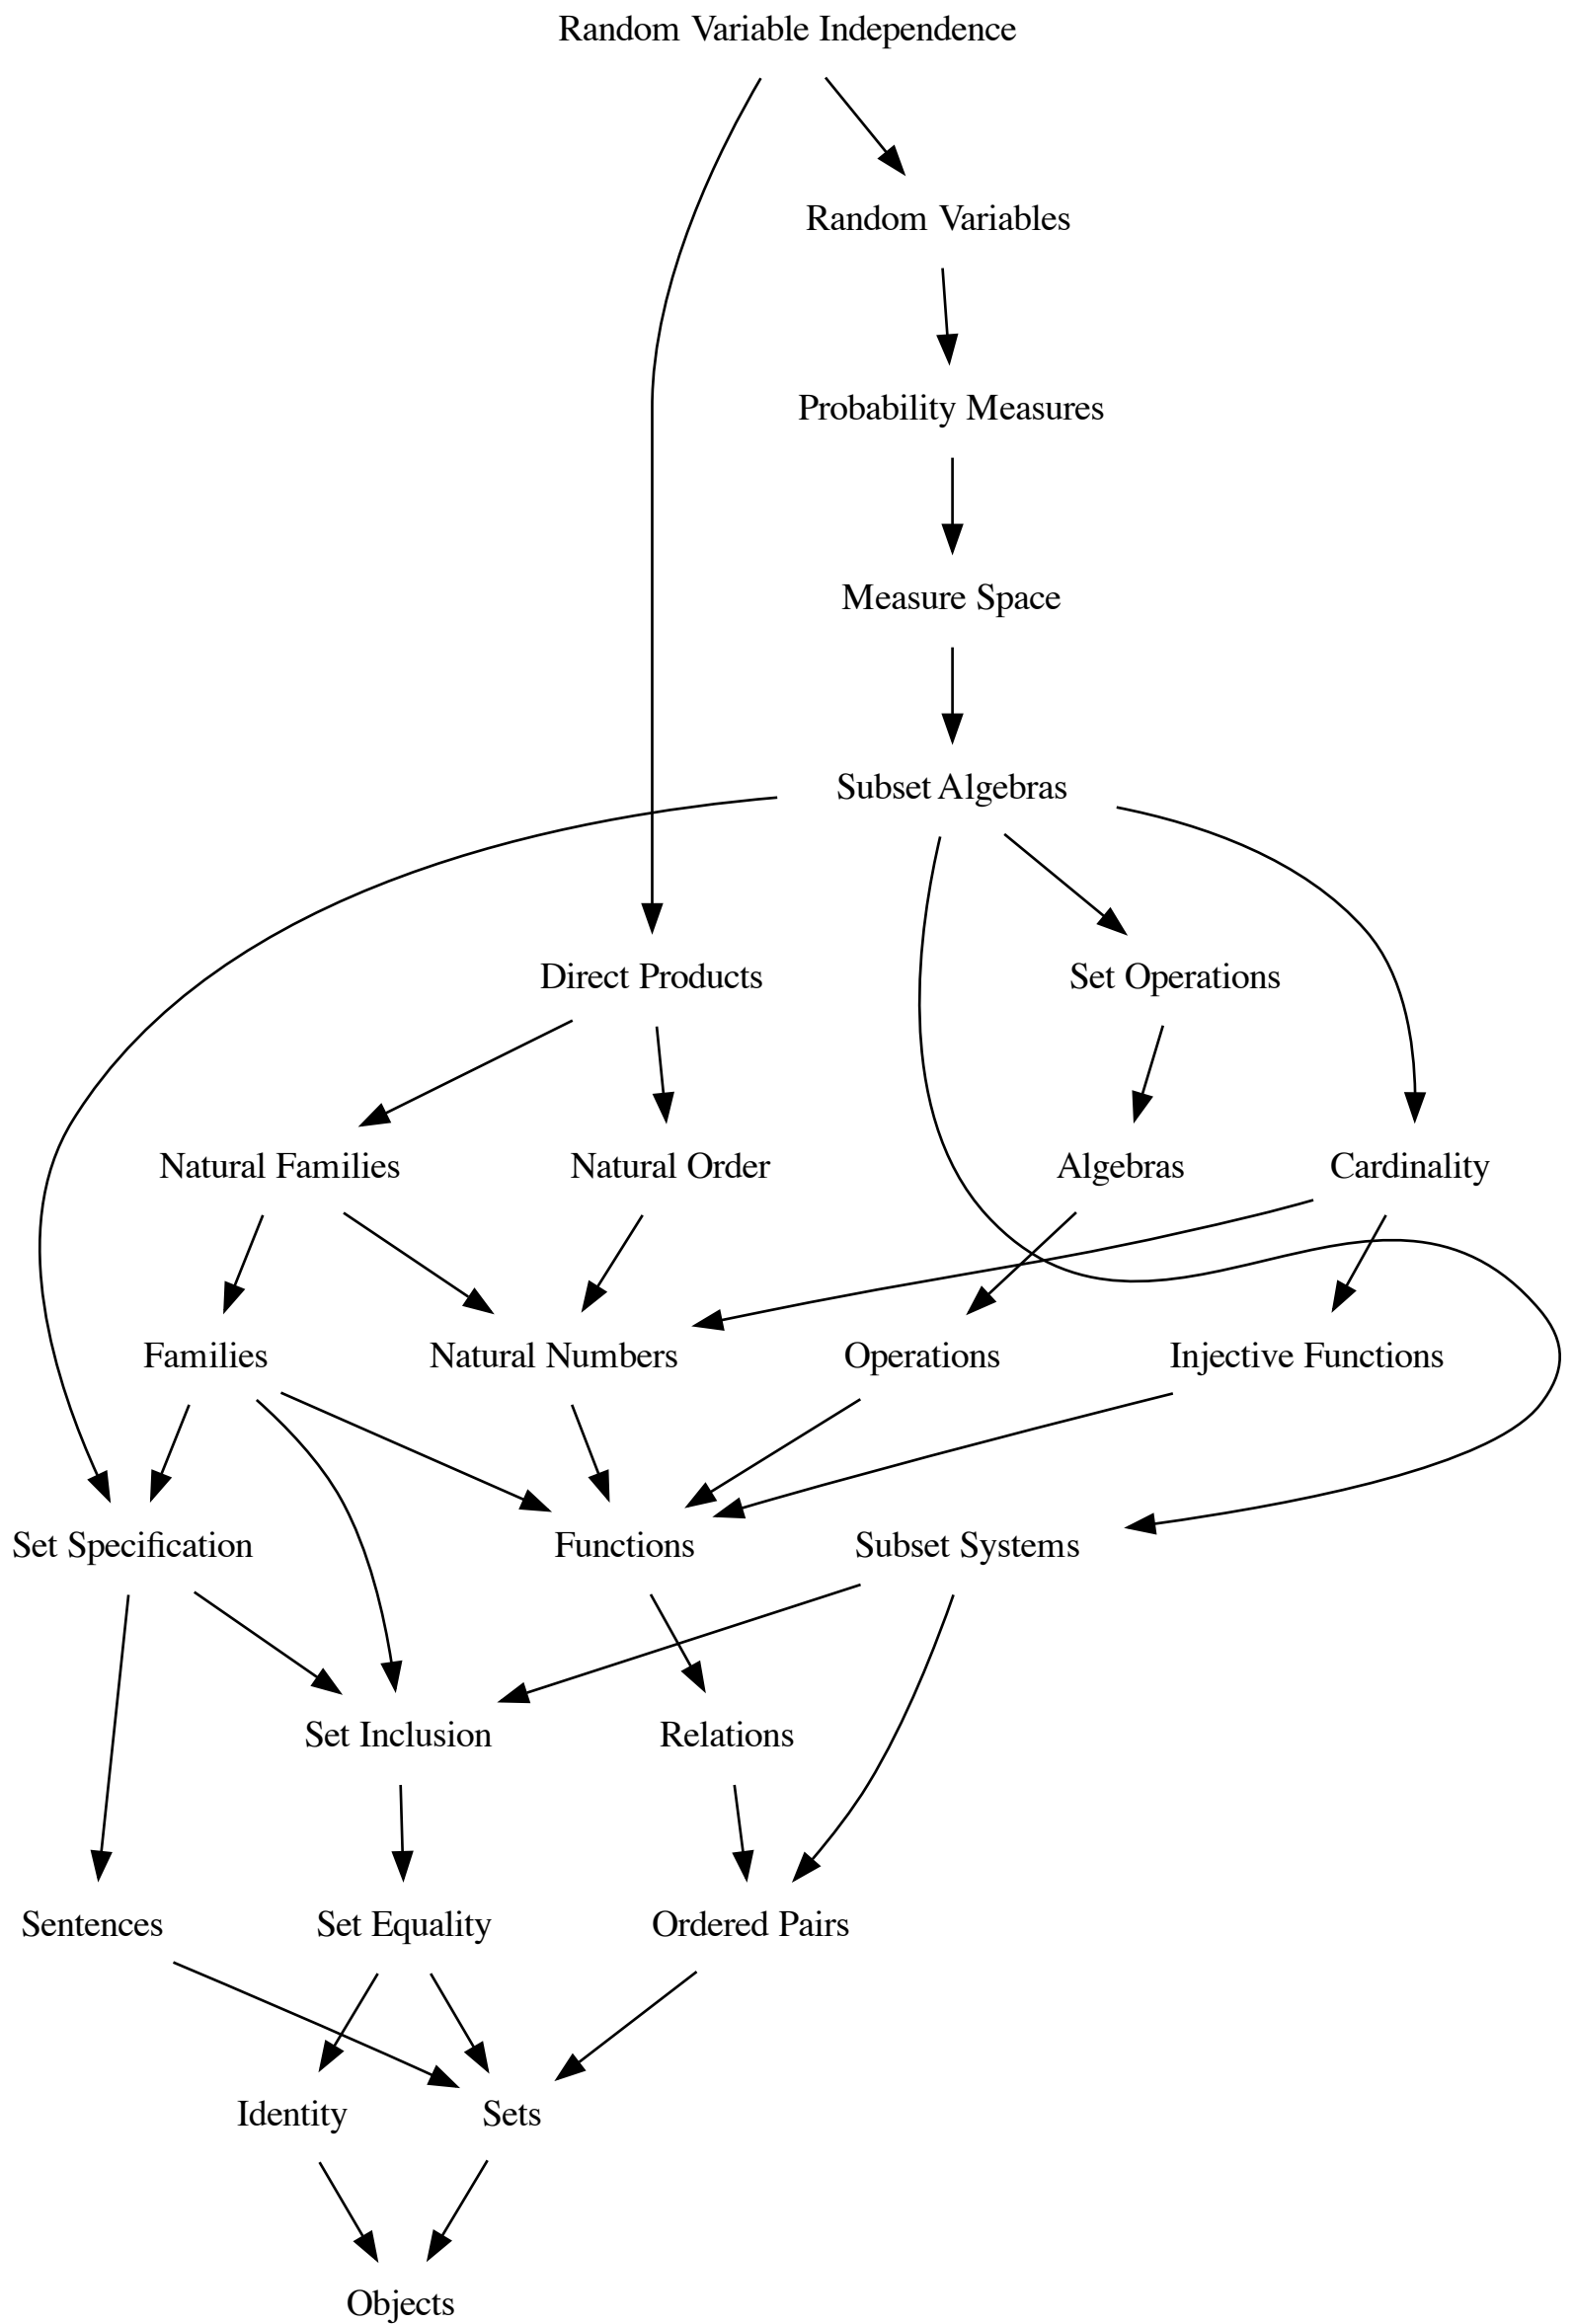 Random Variable Independence
Random Variables
Probability Measures
Measure Space
Subset Algebras
Direct Products
Set Operations
Natural Families
Natural Order
Algebras
Cardinality
Families
Natural Numbers
Operations
Injective Functions
Set Specification
Functions
Subset Systems
Set Inclusion
Relations
Sentences
Set Equality
Ordered Pairs
Identity
Sets
Objects